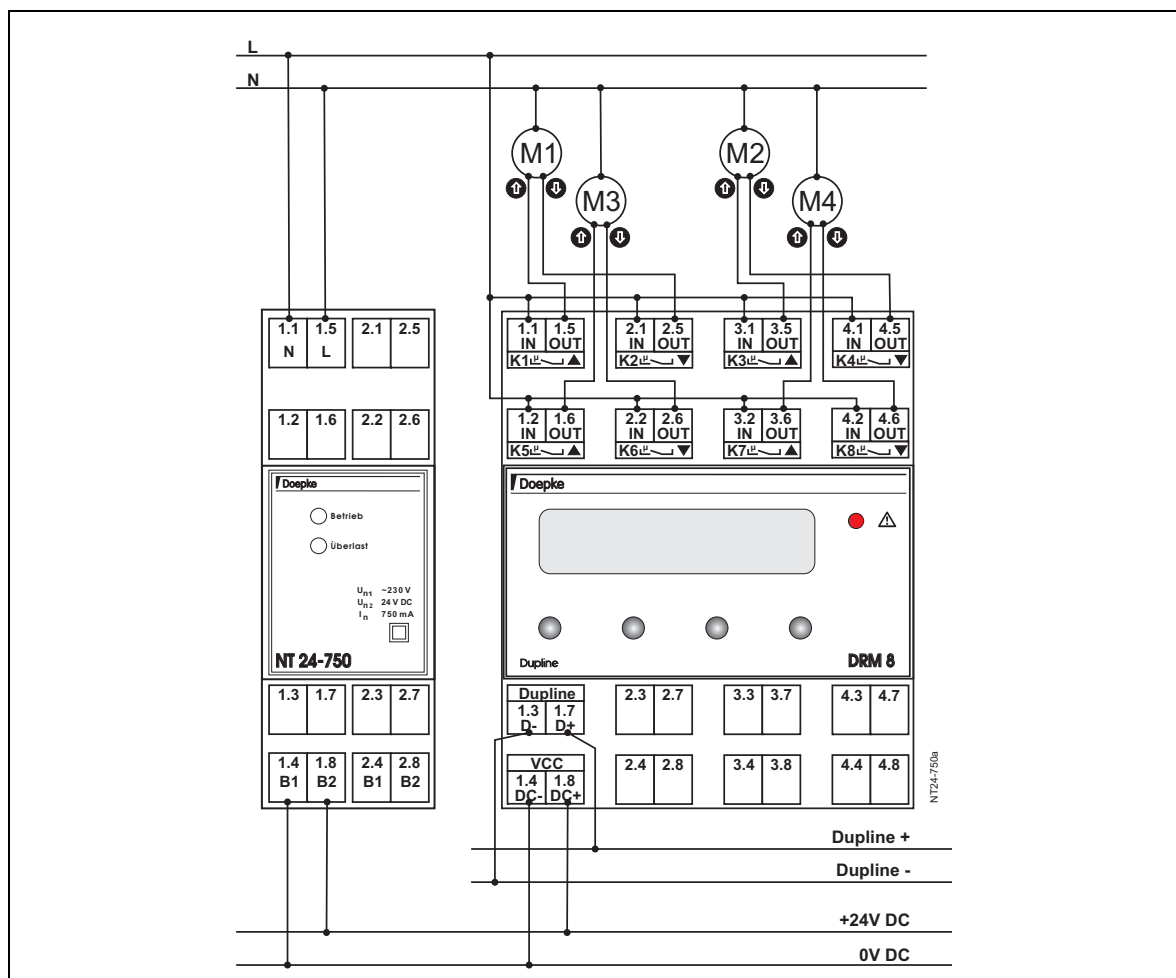 L
N
M1 M2
M3 M4
1.1 1.5 2.1 2.5
N L
1.2 1.6 2.2 2.6
Doepke
Betrieb
Überlast
Un1 ~230 V
Un2 24 V DC
In 750 mA
NT 24-750
1.3 1.7 2.3 2.7
1.4 1.8 2.4 2.8
B1 B2 B1 B2
1.1 1.5 2.1 2.5 3.1 3.5 4.1 4.5
IN OUT IN OUT IN OUT IN OUT
K1 K2 K3 K4
1.2 1.6 2.2 2.6 3.2 3.6 4.2 4.6
IN OUT IN OUT IN OUT IN OUT
K5 K6 K7 K8
Doepke
Dupline DRM 8
Dupline
1.3 1.7 2.3 2.7 3.3 3.7 4.3 4.7
D- D+
VCC
1.4 1.8 2.4 2.8 3.4 3.8 4.4 4.8
DC- DC+
NT24-750a
Dupline +
Dupline -
+24V DC
0V DC